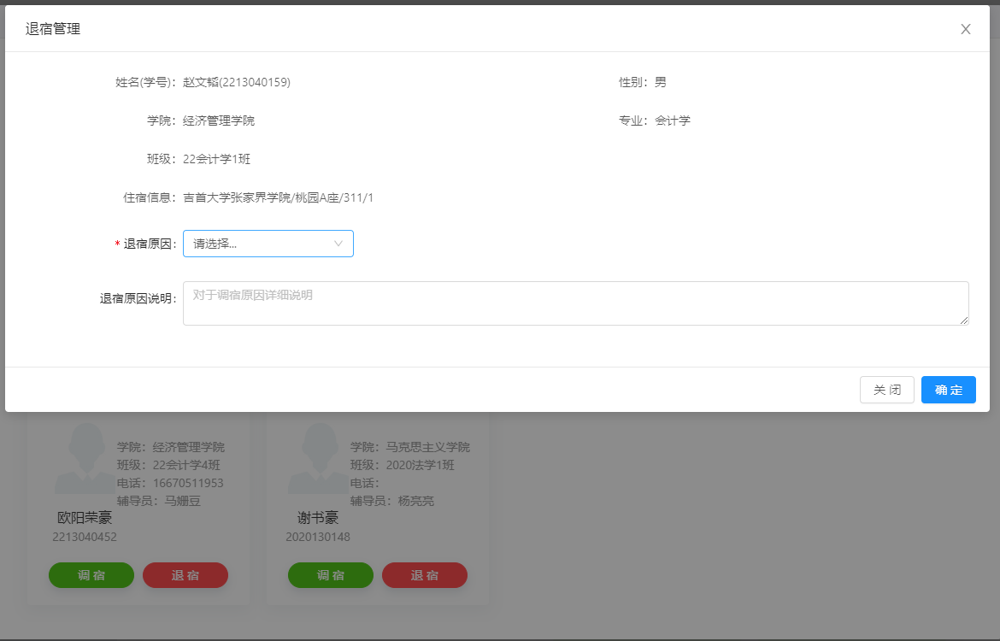 退宿管理
姓名(学号)：赵文韬(2213040159) 性别：男
学院：经济管理学院 专业：会计学
班级：22会计学1班
住宿信息：吉首大学张家界学院/桃园A座/311/1
* 退宿原因： 请选择...
退宿原因说明： 对于调宿原因详细说明
关 闭 确 定
学院：经济管理学院
班级：22会计学4班
电话：16670511953
辅导员：马姗豆
欧阳荣豪
2213040452
调 宿 退 宿
学院：马克思主义学院
班级：2020法学1班
电话：
辅导员：杨亮亮
谢书豪
2020130148
调 宿 退 宿